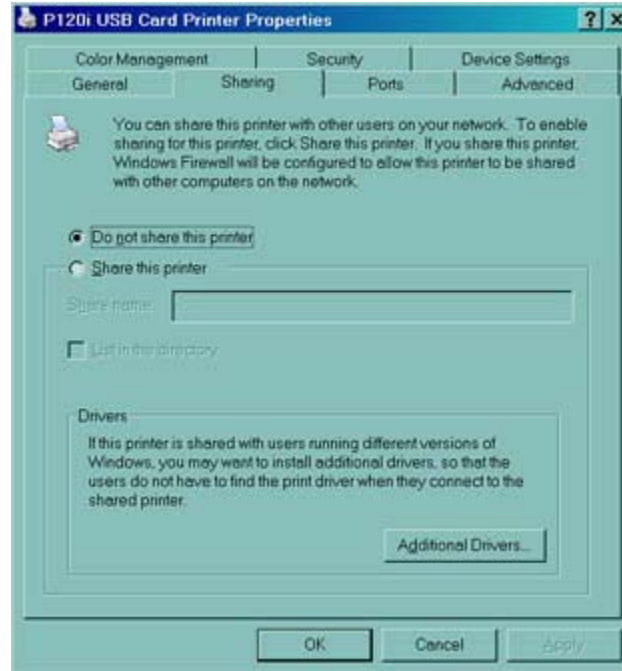 P120i USB Card Printer Properties
Color Management Security Device Settings
General Sharing Ports Advanced
You can share this printer with other users on your network. To enable
sharing for this printer, click Share this printer. If you share this printer,
Windows Firewall will be configured to allow this printer to be shared
with other computers on the network.
Do not share this printer
Share this printer
Share name:
List in the directory
Drivers
If this printer is shared with users running different versions of
Windows, you may want to install additional drivers, so that the
users do not have to find the print driver when they connect to the
shared printer.
Additional Drivers...
OK Cancel Apply